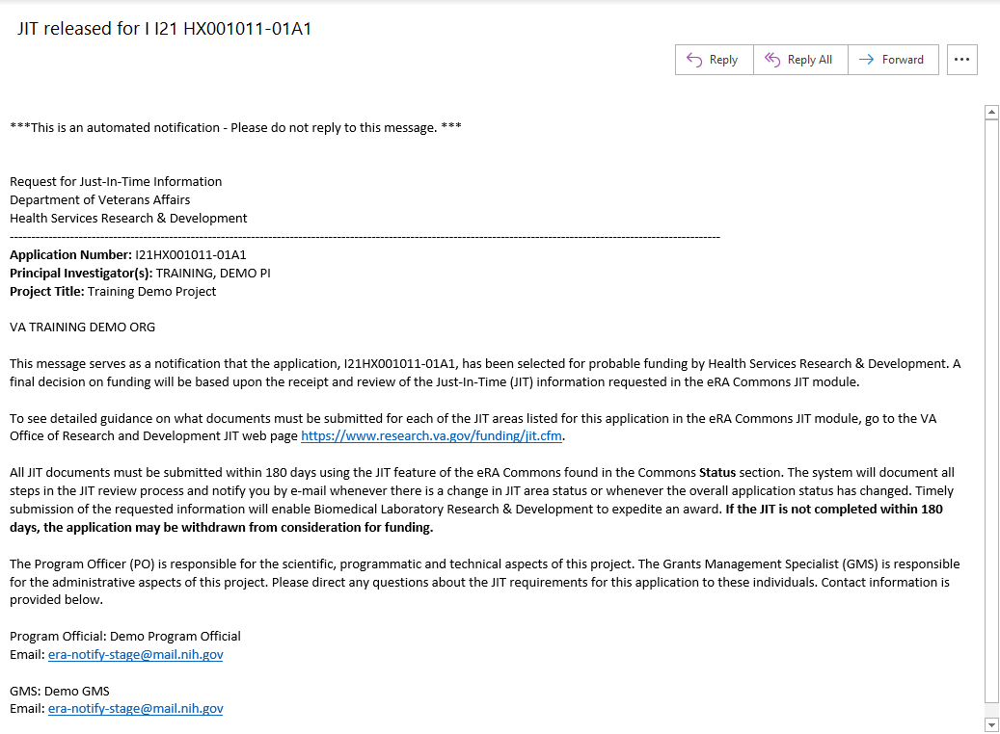 JIT released for I I21 HX001011-01A1
Reply
Reply All
Forward
***This is an automated notification - Please do not reply to this message. ***
Request for Just-In-Time Information
Department of Veterans Affairs
Health Services Research & Development
--------------------------------------------------------------------------------------------------------------------------------------------------------------------
Application Number: I21HX001011-01A1
Principal Investigator(s): TRAINING, DEMO PI
Project Title: Training Demo Project
VA TRAINING DEMO ORG
This message serves as a notification that the application, I21HX001011-01A1, has been selected for probable funding by Health Services Research & Development. A
final decision on funding will be based upon the receipt and review of the Just-In-Time (JIT) information requested in the eRA Commons JIT module.
To see detailed guidance on what documents must be submitted for each of the JIT areas listed for this application in the eRA Commons JIT module, go to the VA
Office of Research and Development JIT web page https://www.research.va.gov/funding/jit.cfm.
All JIT documents must be submitted within 180 days using the JIT feature of the eRA Commons found in the Commons Status section. The system will document all
steps in the JIT review process and notify you by e-mail whenever there is a change in JIT area status or whenever the overall application status has changed. Timely
submission of the requested information will enable Biomedical Laboratory Research & Development to expedite an award. If the JIT is not completed within 180
days, the application may be withdrawn from consideration for funding.
The Program Officer (PO) is responsible for the scientific, programmatic and technical aspects of this project. The Grants Management Specialist (GMS) is responsible
for the administrative aspects of this project. Please direct any questions about the JIT requirements for this application to these individuals. Contact information is
provided below.
Program Official: Demo Program Official
Email: era-notify-stage@mail.nih.gov
GMS: Demo GMS
Email: era-notify-stage@mail.nih.gov